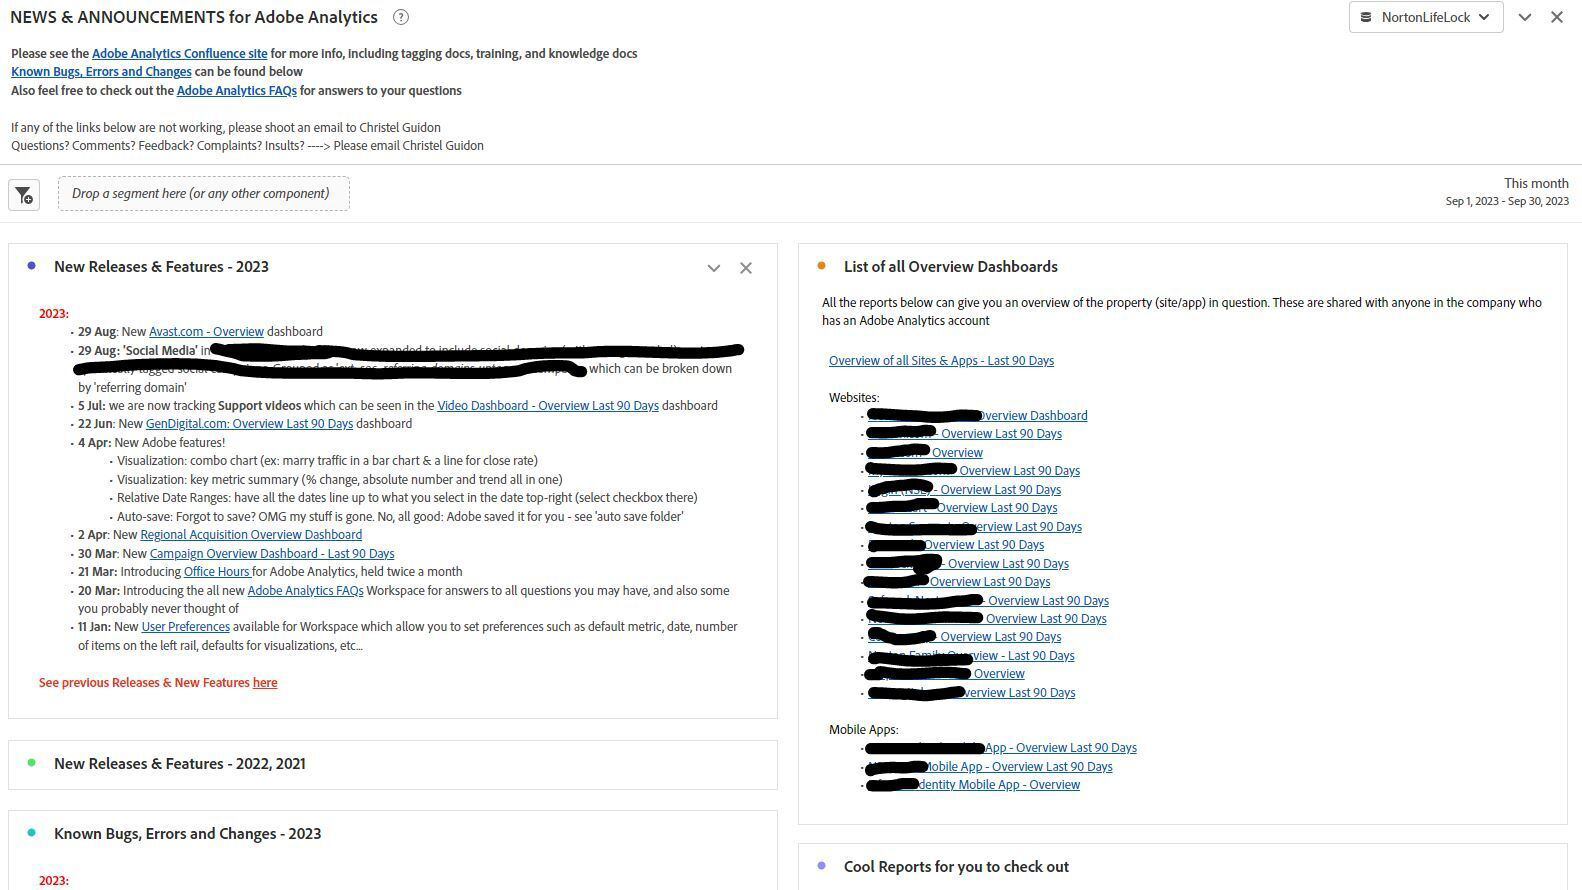 NEWS & ANNOUNCEMENTS for Adobe Analytics
NortonLifeLock
Please see the Adobe Analytics Confluence site for more info, including tagging docs, training, and knowledge docs
Known Bugs, Errors and Changes can be found below
Also feel free to check out the Adobe Analytics FAQs for answers to your questions
If any of the links below are not working, please shoot an email to Christel Guidon
Questions? Comments? Feedback? Complaints? Insults? ----> Please email Christel Guidon
Drop a segment here (or any other component)
This month
Sep 1, 2023 - Sep 30, 2023
New Releases & Features - 2023
2023:
• 29 Aug: New Avast.com - Overview dashboard
• 29 Aug: 'Social Media' in
which can be broken down
by 'referring domain'
• 5 Jul: we are now tracking Support videos which can be seen in the Video Dashboard - Overview Last 90 Days dashboard
• 22 Jun: New GenDigital.com: Overview Last 90 Days dashboard
• 4 Apr: New Adobe features!
• Visualization: combo chart (ex: marry traffic in a bar chart & a line for close rate)
• Visualization: key metric summary (% change, absolute number and trend all in one)
• Relative Date Ranges: have all the dates line up to what you select in the date top-right (select checkbox there)
• Auto-save: Forgot to save? OMG my stuff is gone. No, all good: Adobe saved it for you - see 'auto save folder'
• 2 Apr: New Regional Acquisition Overview Dashboard
• 30 Mar: New Campaign Overview Dashboard - Last 90 Days
• 21 Mar: Introducing Office Hours for Adobe Analytics, held twice a month
• 20 Mar: Introducing the all new Adobe Analytics FAQs Workspace for answers to all questions you may have, and also some
you probably never thought of
• 11 Jan: New User Preferences available for Workspace which allow you to set preferences such as default metric, date, number
of items on the left rail, defaults for visualizations, etc...
See previous Releases & New Features here
New Releases & Features - 2022, 2021
Known Bugs, Errors and Changes - 2023
2023:
List of all Overview Dashboards
All the reports below can give you an overview of the property (site/app) in question. These are shared with anyone in the company who
has an Adobe Analytics account
Overview of all Sites & Apps - Last 90 Days
Websites:
• Overview Dashboard
• - Overview Last 90 Days
• - Overview
• Overview Last 90 Days
• - Overview Last 90 Days
• Overview Last 90 Days
• Overview Last 90 Days
• Overview Last 90 Days
• - Overview Last 90 Days
• Overview Last 90 Days
• - Overview Last 90 Days
• Overview Last 90 Days
• - Overview Last 90 Days
• Overview - Last 90 Days
• Overview
• Overview Last 90 Days
Mobile Apps:
• App - Overview Last 90 Days
• Mobile App - Overview Last 90 Days
• Identity Mobile App - Overview
Cool Reports for you to check out